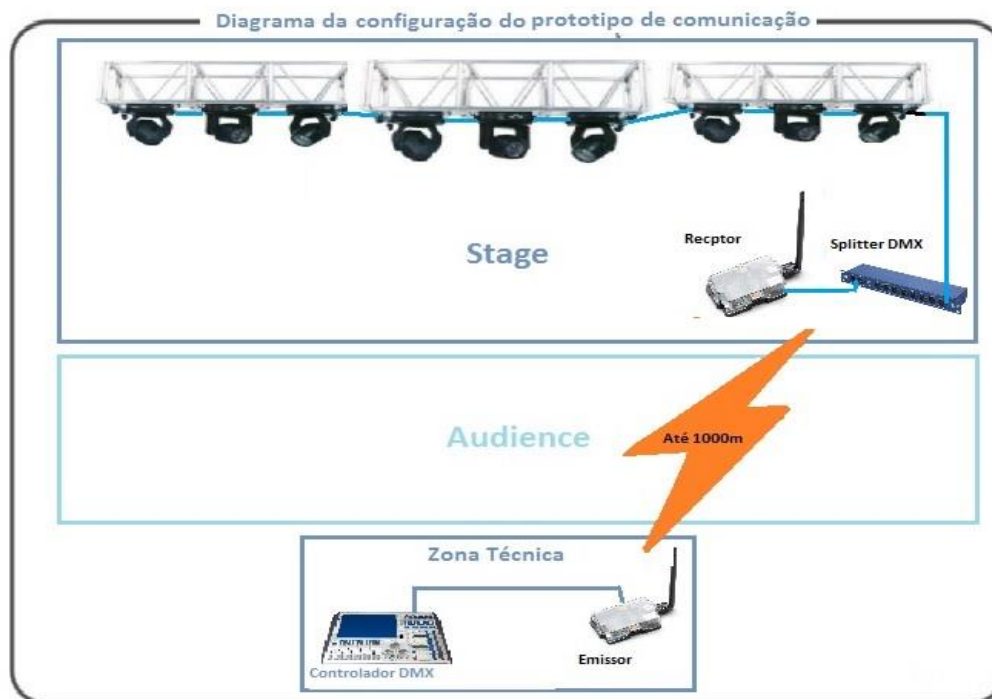 Diagrama da configuração do prototipo de comunicação
Recptor
Splitter DMX
Stage
Audience
Até 1000m
Zona Técnica
Controlador DMX
Emissor